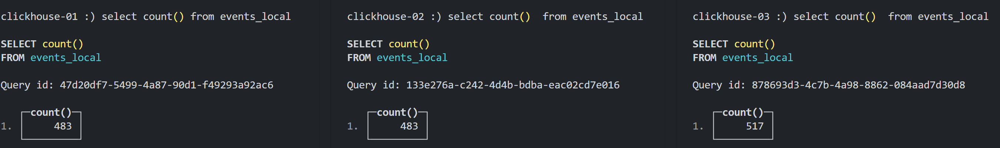 clickhouse-01 :) select count() from events_local
SELECT count()
FROM events_local
Query id: 47d20df7-5499-4a87-90d1-f49293a92ac6
count()
1. 483
clickhouse-02 :) select count()  from events_local
SELECT count()
FROM events_local
Query id: 133e276a-c242-4d4b-bdba-eac02cd7e016
count()
1. 483
clickhouse-03 :) select count()  from events_local
SELECT count()
FROM events_local
Query id: 878693d3-4c7b-4a98-8862-084aad7d30d8
count()
1. 517